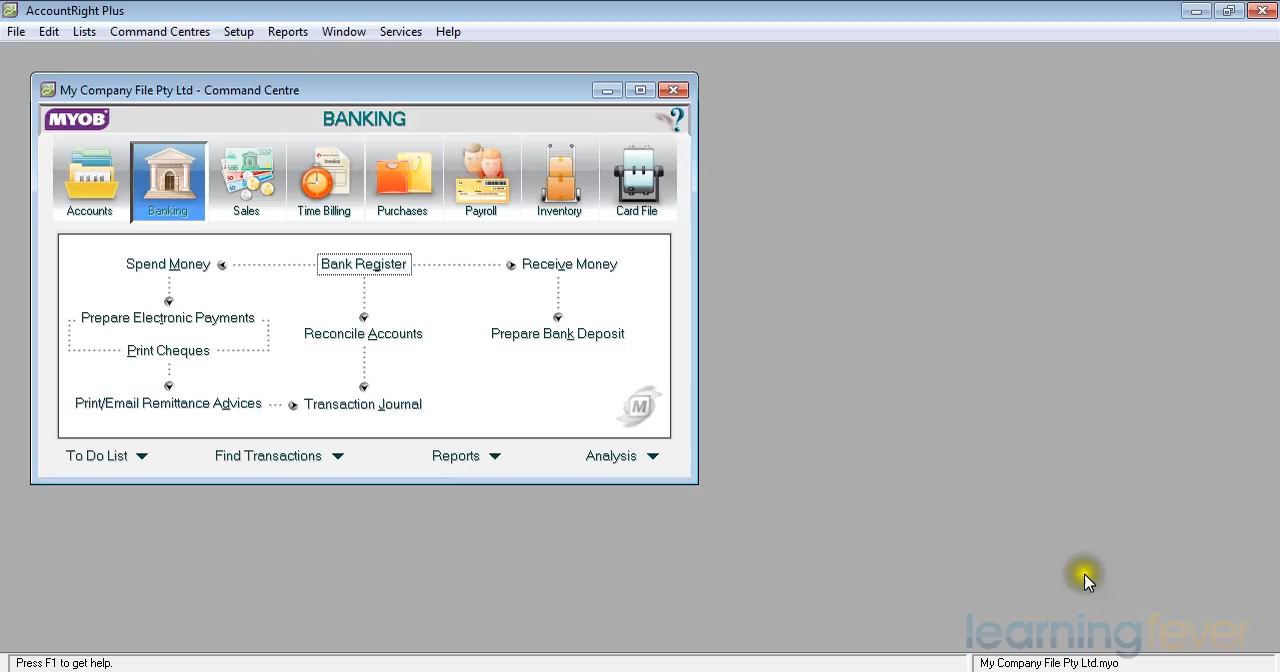 AccountRight Plus
File Edit Lists Command Centres Setup Reports Window Services Help
My Company File Pty Ltd - Command Centre
MYOB BANKING
Accounts Banking Sales Time Billing Purchases Payroll Inventory Card File
Spend Money Bank Register Receive Money
Prepare Electronic Payments
Reconcile Accounts Prepare Bank Deposit
Print Cheques
Print/Email Remittance Advices Transaction Journal
M
To Do List Find Transactions Reports Analysis
learningfever
Press F1 to get help. My Company File Pty Ltd.myo